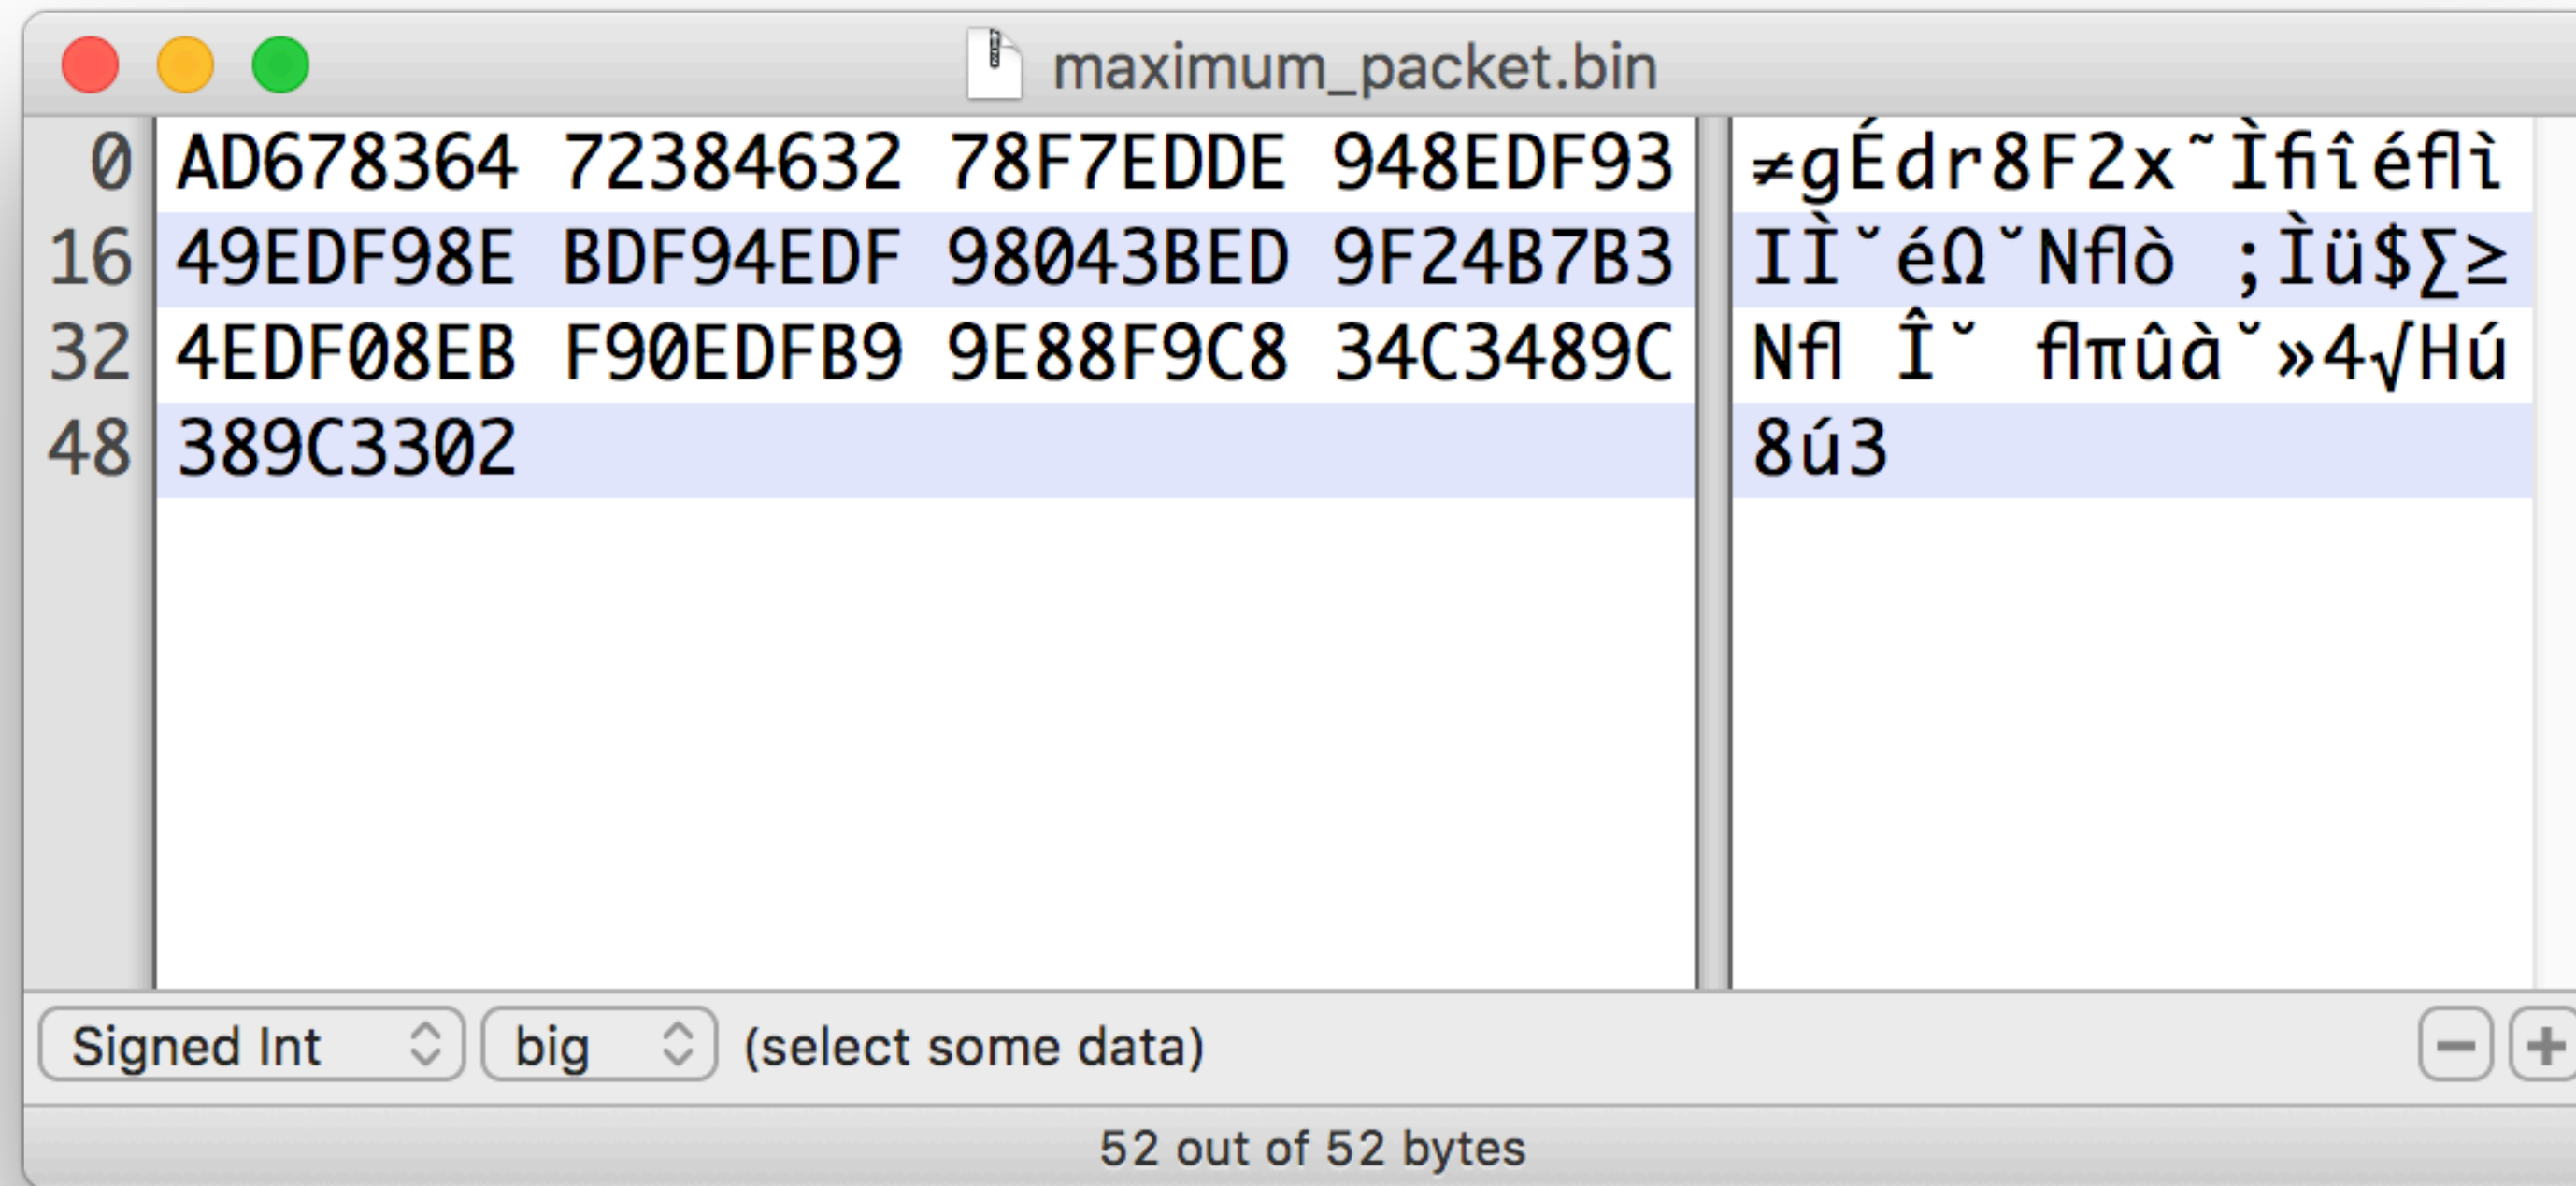 maximum_packet.bin
0 AD678364 72384632 78F7EDDE 948EDF93 ≠gÉdr8F2x˜Ìﬁîéﬂì
16 49EDF98E BDF94EDF 98043BED 9F24B7B3 IÌ˘éΩ˘Nﬂò ;Ìü$∑≥
32 4EDF08EB F90EDFB9 9E88F9C8 34C3489C Nﬂ Î˘ ﬂπûà˘»4√Hú
48 389C3302 8ú3
Signed Int big (select some data)
52 out of 52 bytes